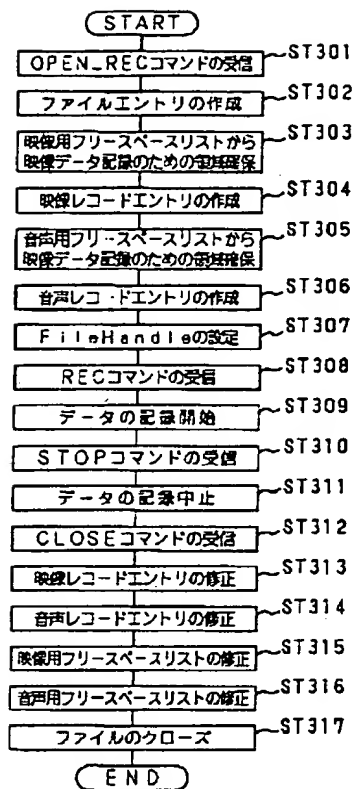 START
OPEN_RECコマンドの受信
ST301
ファイルエントリの作成
ST302
映像用フリースペースリストから
映像データ記録のための領域確保
ST303
映像レコードエントリの作成
ST304
音声用フリースペースリストから
映像データ記録のための領域確保
ST305
音声レコードエントリの作成
ST306
FileHandleの設定
ST307
RECコマンドの受信
ST308
データの記録開始
ST309
STOPコマンドの受信
ST310
データの記録中止
ST311
CLOSEコマンドの受信
ST312
映像レコードエントリの修正
ST313
音声レコードエントリの修正
ST314
映像用フリースペースリストの修正
ST315
音声用フリースペースリストの修正
ST316
ファイルのクローズ
ST317
END